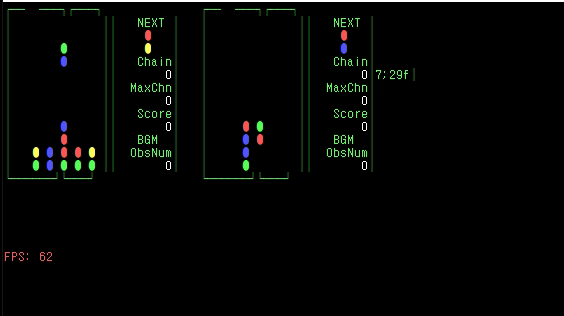 NEXT
Chain
0
MaxChn
0
Score
0
BGM
ObsNum
0
NEXT
Chain
0 7;29f
MaxChn
0
Score
0
BGM
ObsNum
0
FPS: 62